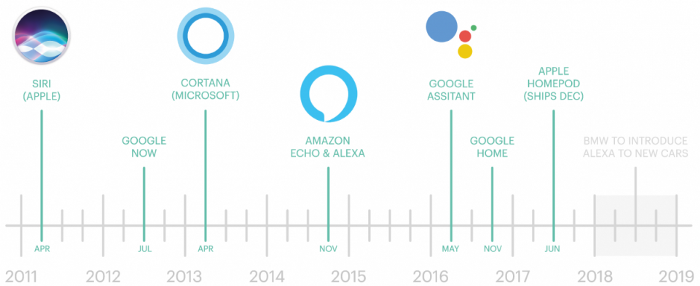 SIRI
(APPLE)
CORTANA
(MICROSOFT)
GOOGLE
ASSITANT
APPLE
HOMEPOD
(SHIPS DEC)
GOOGLE
NOW
AMAZON
ECHO & ALEXA
GOOGLE
HOME
BMW TO INTRODUCE
ALEXA TO NEW CARS
APR JUL APR NOV MAY NOV JUN
2011 2012 2013 2014 2015 2016 2017 2018 2019